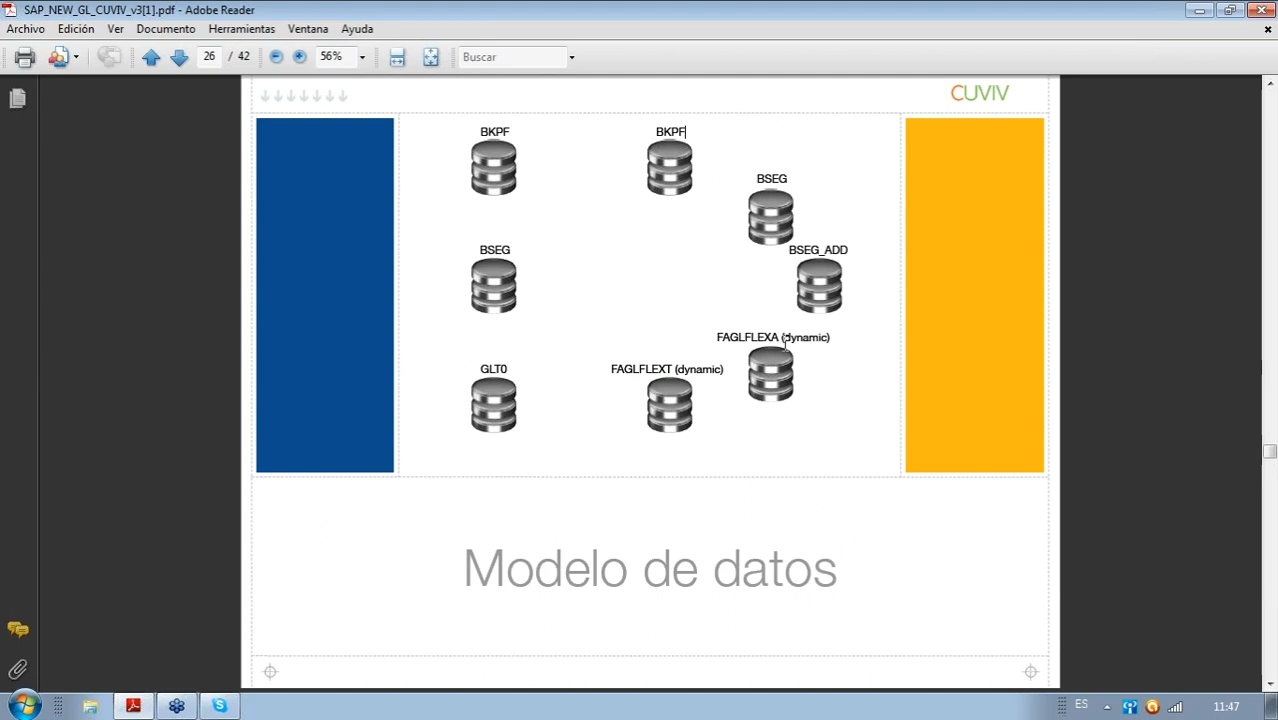 SAP_NEW_GL_CUVIV_v3[1].pdf - Adobe Reader
Archivo Edición Ver Documento Herramientas Ventana Ayuda
26 / 42 56% Buscar
CUVIV
BKPF BKPF
BSEG
BSEG BSEG_ADD
FAGLFLEXA (dynamic)
GLT0 FAGLFLEXT (dynamic)
Modelo de datos
ES 11:47